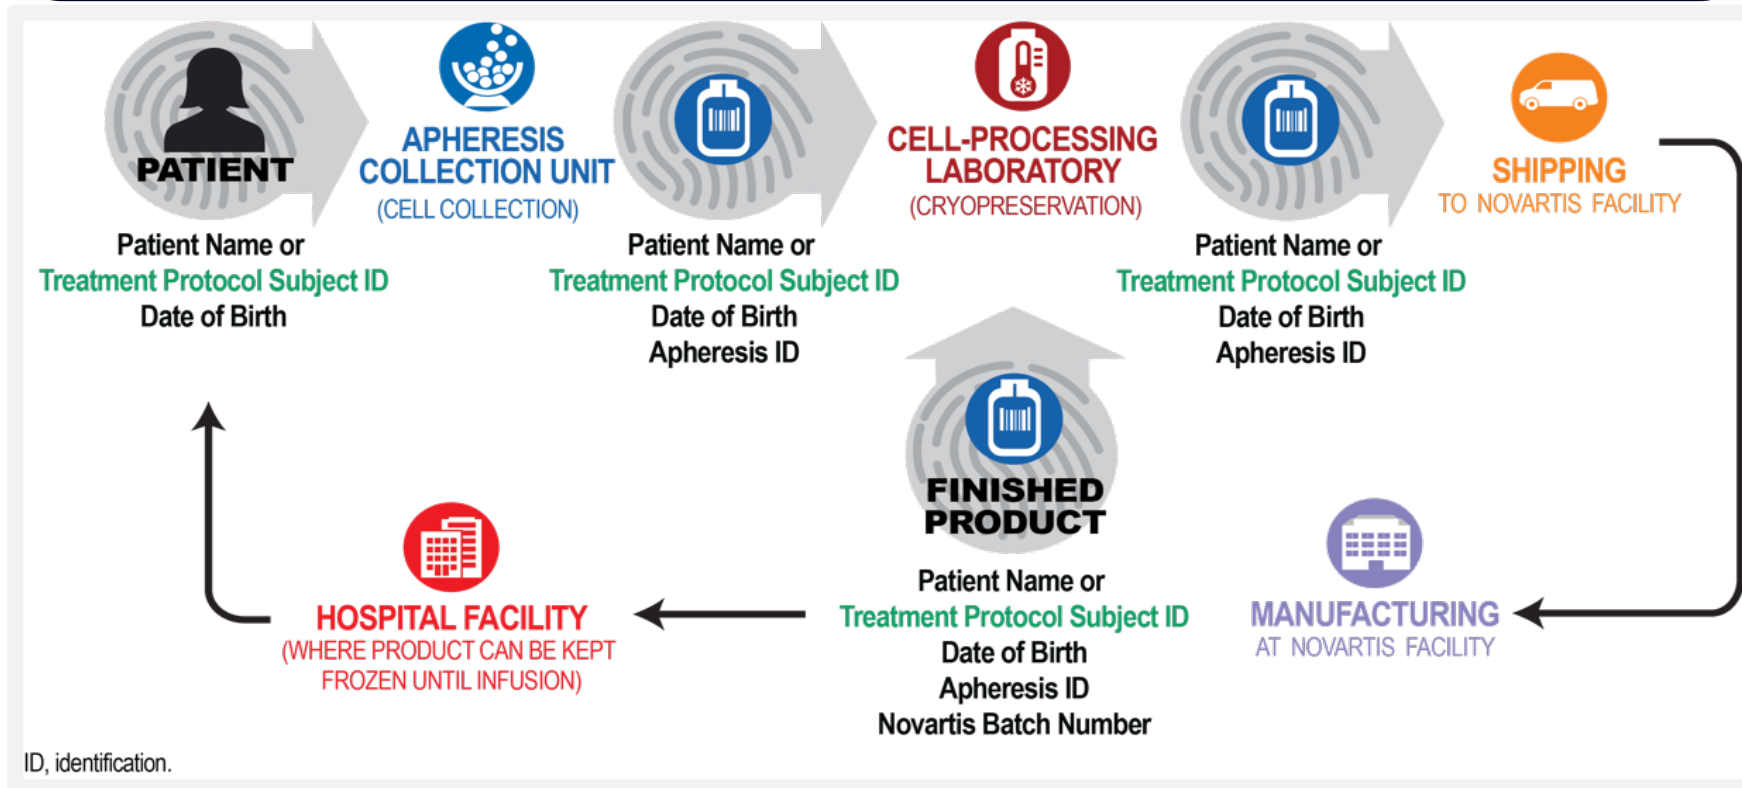 PATIENT
Patient Name or
Treatment Protocol Subject ID
Date of Birth
APHERESIS
COLLECTION UNIT
(CELL COLLECTION)
Patient Name or
Treatment Protocol Subject ID
Date of Birth
Apheresis ID
CELL-PROCESSING
LABORATORY
(CRYOPRESERVATION)
Patient Name or
Treatment Protocol Subject ID
Date of Birth
Apheresis ID
SHIPPING
TO NOVARTIS FACILITY
MANUFACTURING
AT NOVARTIS FACILITY
FINISHED
PRODUCT
Patient Name or
Treatment Protocol Subject ID
Date of Birth
Apheresis ID
Novartis Batch Number
HOSPITAL FACILITY
(WHERE PRODUCT CAN BE KEPT
FROZEN UNTIL INFUSION)
ID, identification.